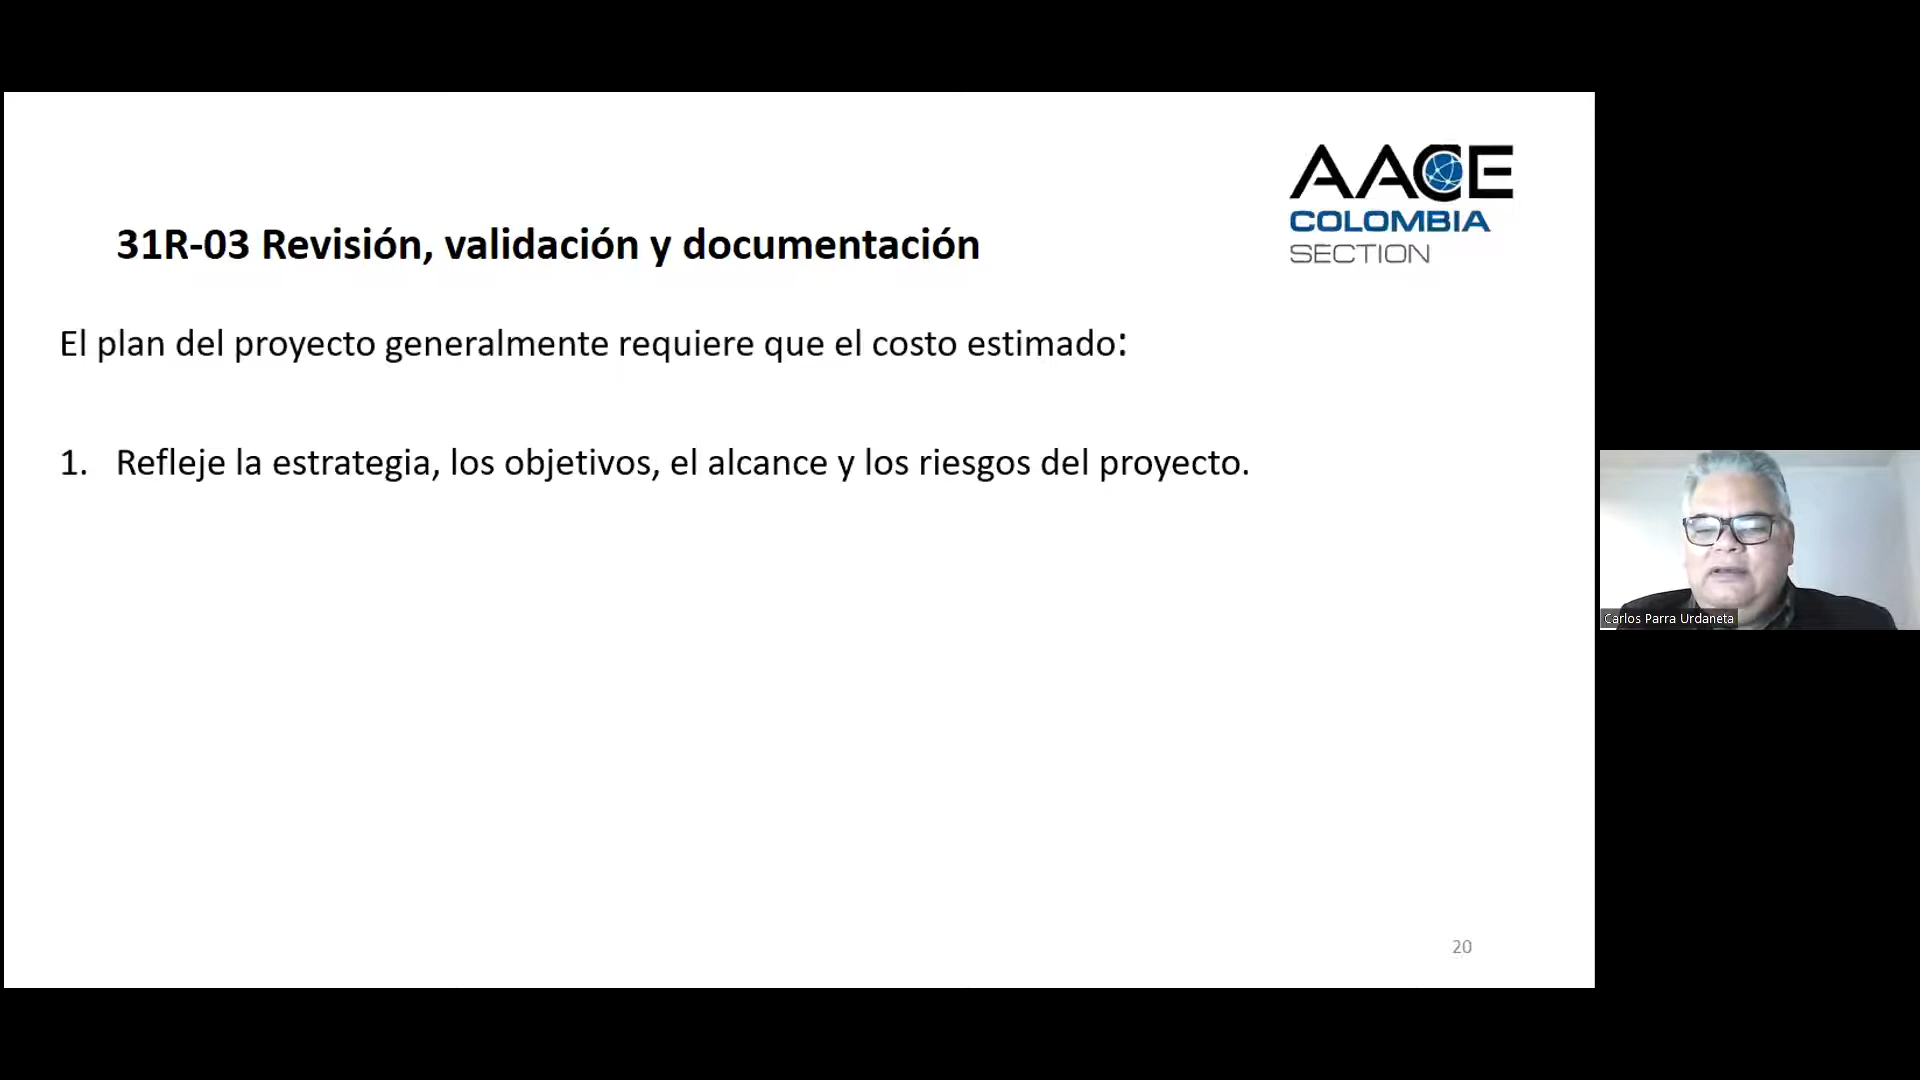 AACE
COLOMBIA
SECTION
31R-03 Revisión, validación y documentación
El plan del proyecto generalmente requiere que el costo estimado:
1. Refleje la estrategia, los objetivos, el alcance y los riesgos del proyecto.
Carlos Parra Urdaneta
20